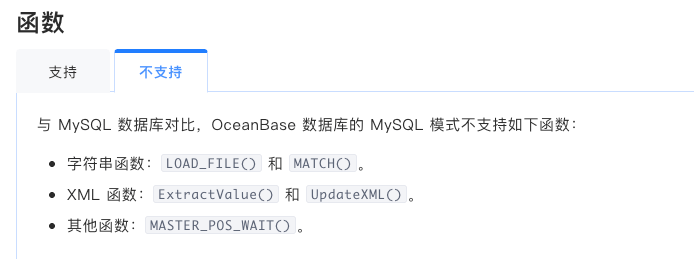 函数
支持
不支持
与 MySQL 数据库对比，OceanBase 数据库的 MySQL 模式不支持如下函数：
字符串函数：LOAD_FILE() 和 MATCH()。
XML 函数：ExtractValue() 和 UpdateXML()。
其他函数：MASTER_POS_WAIT()。